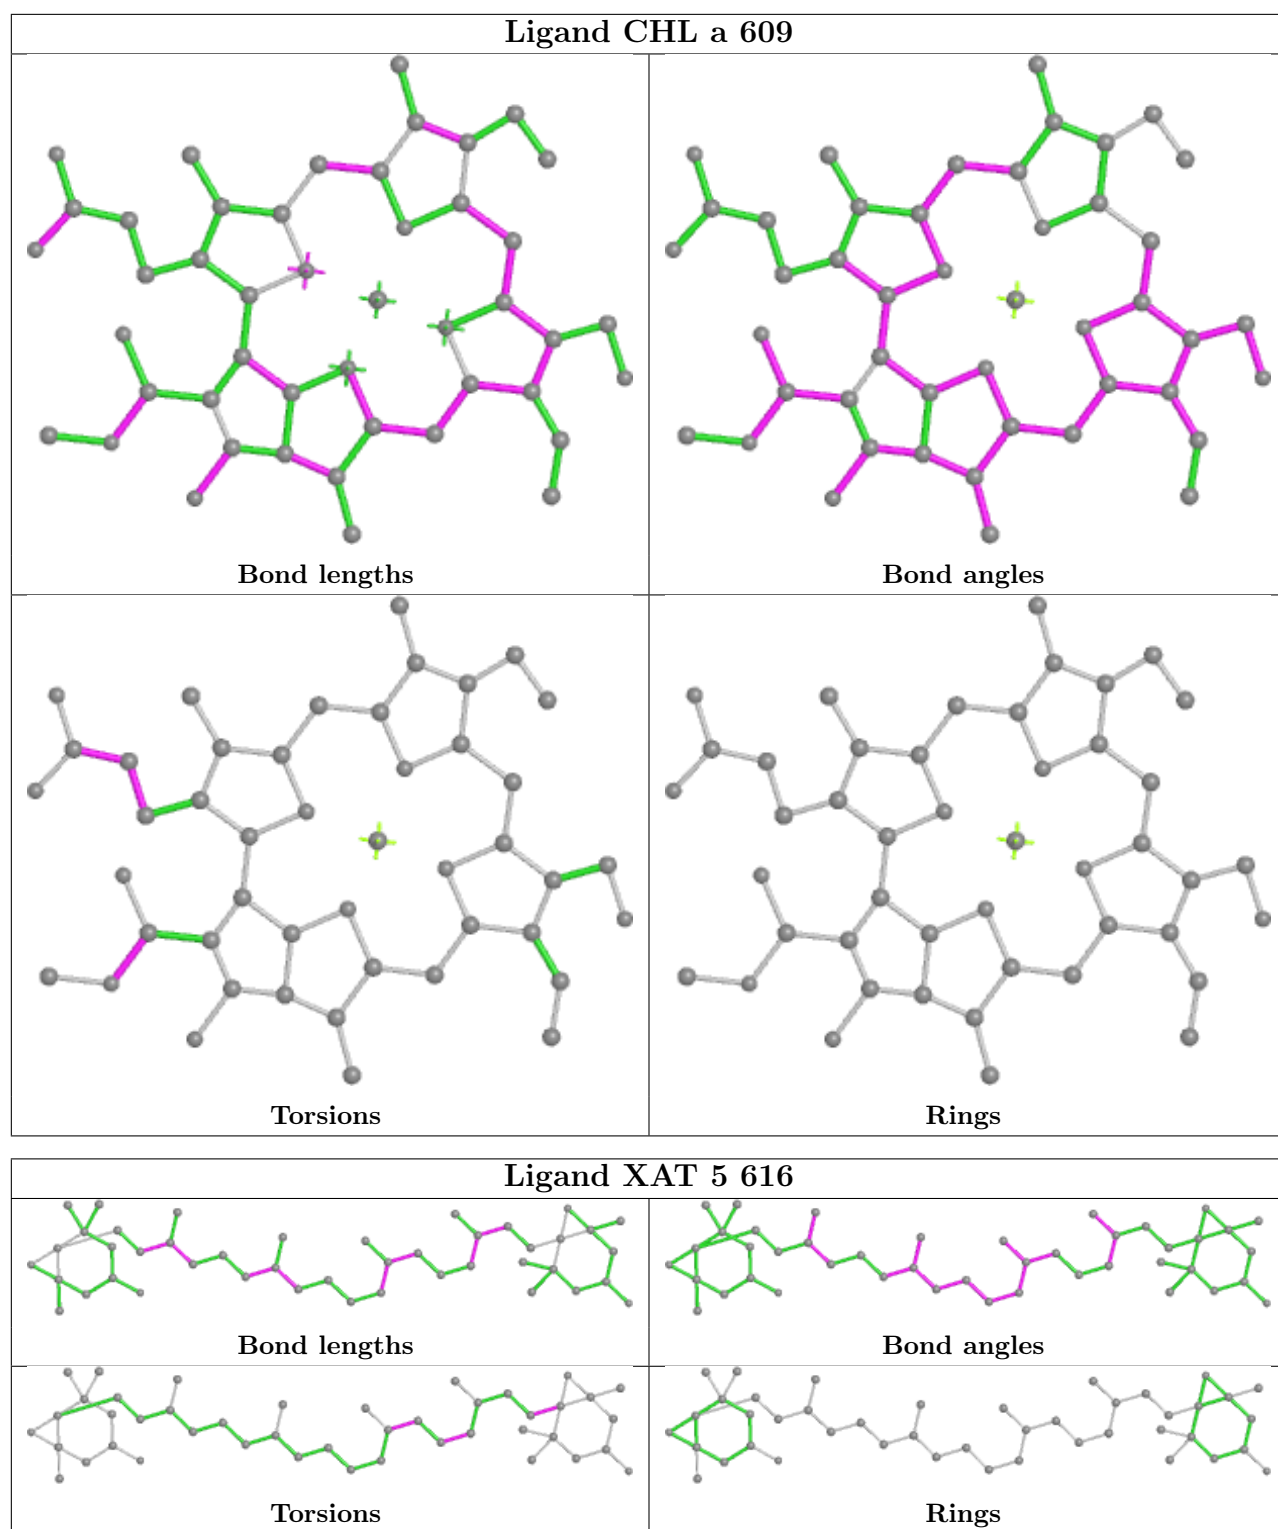 Ligand CHL a 609
Bond lengths
Bond angles
Torsions
Rings
Ligand XAT 5 616
Bond lengths
Bond angles
Torsions
Rings